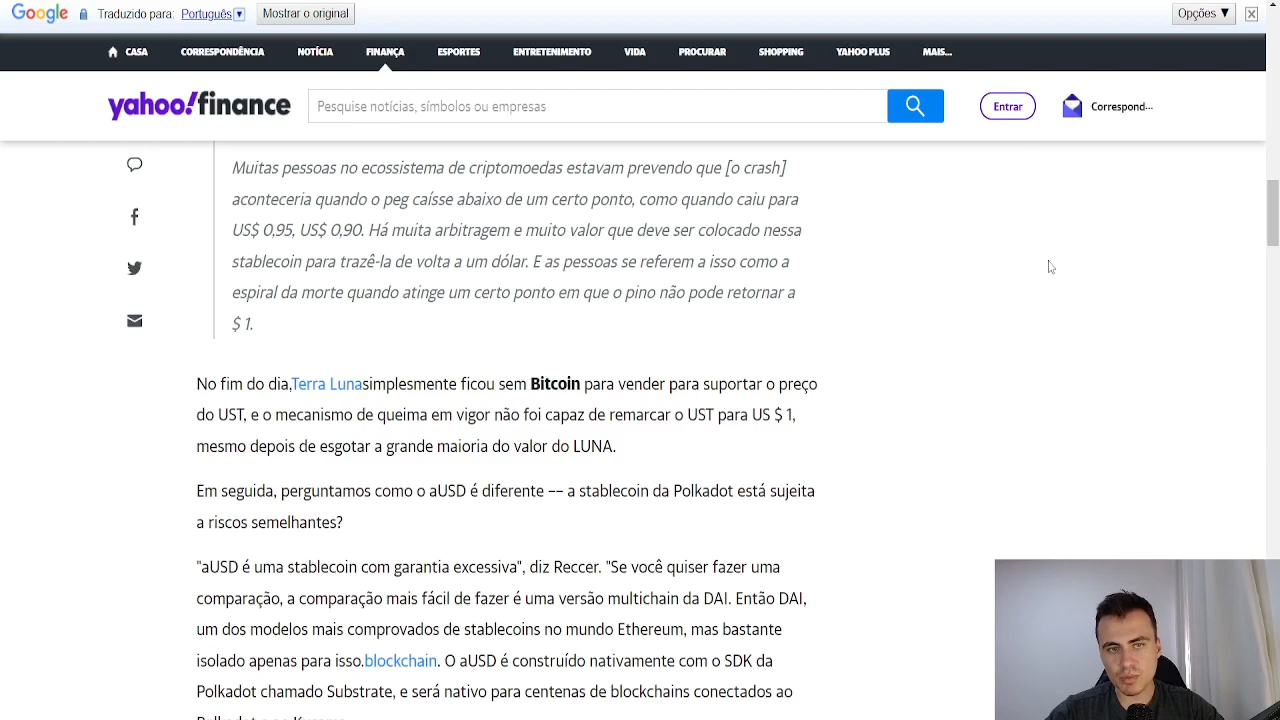 Google Traduzido para: Português Mostrar o original Opções
CASA CORRESPONDÊNCIA NOTÍCIA FINANÇA ESPORTES ENTRETENIMENTO VIDA PROCURAR SHOPPING YAHOO PLUS MAIS...
yahoo!finance Pesquise notícias, símbolos ou empresas Entrar Correspond...
Muitas pessoas no ecossistema de criptomoedas estavam prevendo que [o crash]
aconteceria quando o peg caísse abaixo de um certo ponto, como quando caiu para
US$ 0,95, US$ 0,90. Há muita arbitragem e muito valor que deve ser colocado nessa
stablecoin para trazê-la de volta a um dólar. E as pessoas se referem a isso como a
espiral da morte quando atinge um certo ponto em que o pino não pode retornar a
$ 1.
No fim do dia,Terra Lunasimplesmente ficou sem Bitcoin para vender para suportar o preço
do UST, e o mecanismo de queima em vigor não foi capaz de remarcar o UST para US $ 1,
mesmo depois de esgotar a grande maioria do valor do LUNA.
Em seguida, perguntamos como o aUSD é diferente –– a stablecoin da Polkadot está sujeita
a riscos semelhantes?
"aUSD é uma stablecoin com garantia excessiva", diz Reccer. "Se você quiser fazer uma
comparação, a comparação mais fácil de fazer é uma versão multichain da DAI. Então DAI,
um dos modelos mais comprovados de stablecoins no mundo Ethereum, mas bastante
isolado apenas para isso.blockchain. O aUSD é construído nativamente com o SDK da
Polkadot chamado Substrate, e será nativo para centenas de blockchains conectados ao